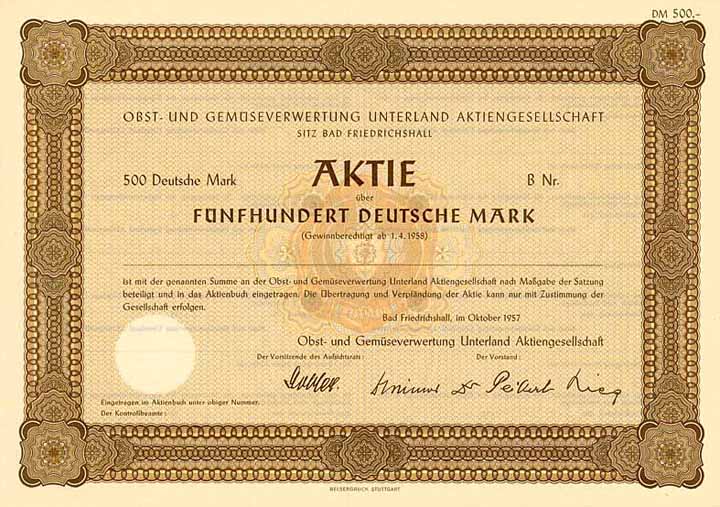 DM 500,-
OBST- UND GEMÜSEVERWERTUNG UNTERLAND AKTIENGESELLSCHAFT
SITZ BAD FRIEDRICHSHALL
500 Deutsche Mark AKTIE B Nr.
über
FÜNFHUNDERT DEUTSCHE MARK
(Gewinnberechtigt ab 1. 4. 1958)
ist mit der genannten Summe an der Obst- und Gemüseverwertung Unterland Aktiengesellschaft nach Maßgabe der Satzung
beteiligt und in das Aktienbuch eingetragen. Die Übertragung und Verpfändung der Aktie kann nur mit Zustimmung der
Gesellschaft erfolgen.
Bad Friedrichshall, im Oktober 1957
Obst- und Gemüseverwertung Unterland Aktiengesellschaft
Der Vorsitzende des Aufsichtsrats: Der Vorstand:
Dr Peikert
Eingetragen im Aktienbuch unter obiger Nummer.
Der Kontrollbeamte:
BELSERDRUCK STUTTGART